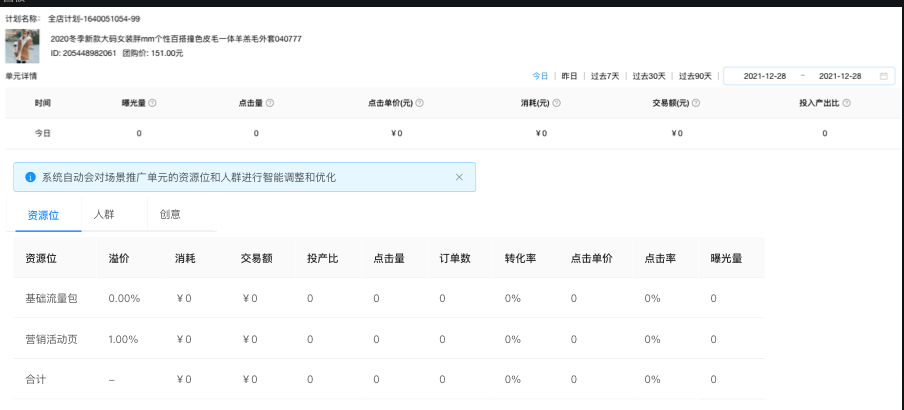 计划名称: 全店计划-1640051054-99
2020冬季新款大码女装胖mm个性百搭撞色皮毛一体羊羔毛外套040777
ID: 205448982061 团购价: 151.00元
单元详情 今日 | 昨日 | 过去7天 | 过去30天 | 过去90天 | 2021-12-28 ~ 2021-12-28
时间 曝光量 点击量 点击单价(元) 消耗(元) 交易额(元) 投入产出比
今日 0 0 ¥0 ¥0 ¥0 0
系统自动会对场景推广单元的资源位和人群进行智能调整和优化
资源位 人群 创意
资源位 溢价 消耗 交易额 投产比 点击量 订单数 转化率 点击单价 点击率 曝光量
基础流量包 0.00% ¥0 ¥0 0 0 0 0% 0 0% 0
营销活动页 1.00% ¥0 ¥0 0 0 0 0% 0 0% 0
合计 – ¥0 ¥0 0 0 0 0% 0 0% 0